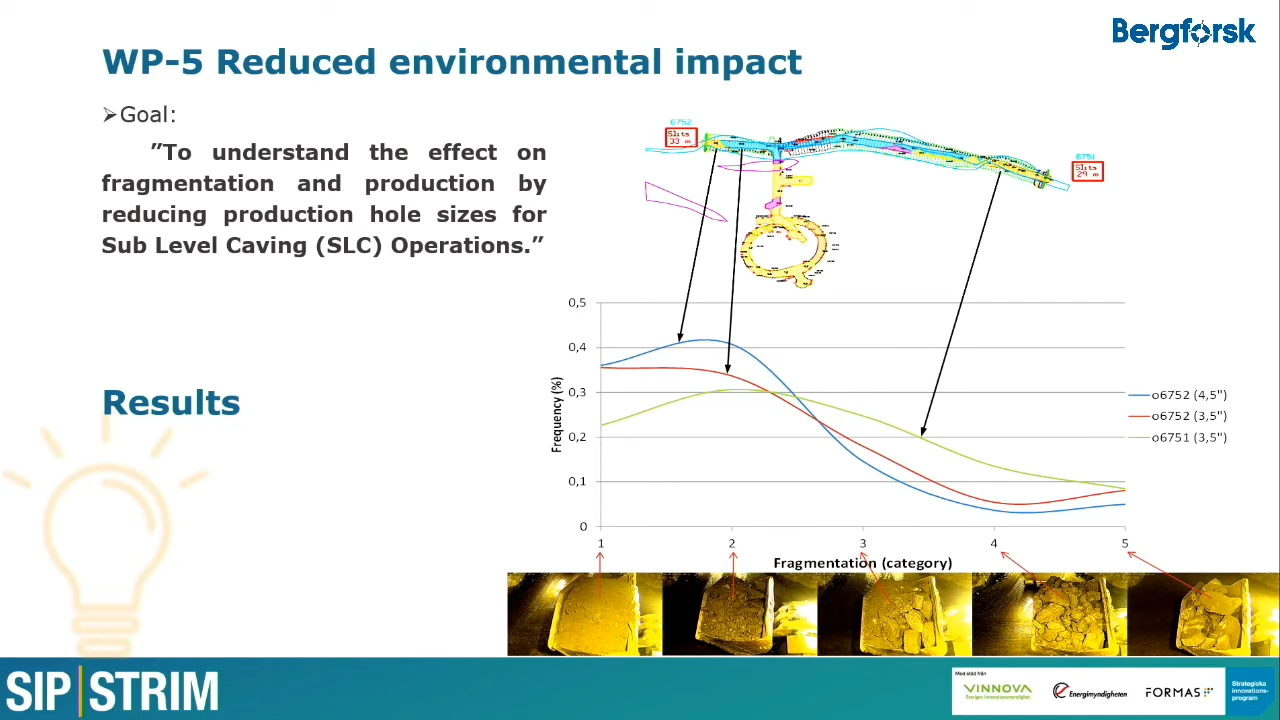 Bergforsk
WP-5 Reduced environmental impact
➢Goal:
”To understand the effect on
fragmentation and production by
reducing production hole sizes for
Sub Level Caving (SLC) Operations.”
6752
Slits
33 m
6751
Slits
29 m
Results
0,5
0,4
0,3
0,2
0,1
0
Frequency (%)
1 2 3 4 5
Fragmentation (category)
o6752 (4,5")
o6752 (3,5")
o6751 (3,5")
SIP|STRIM
Med stöd från
VINNOVA
Sveriges innovationsmyndighet
Energimyndigheten
FORMAS
Strategiska
innovations-
program